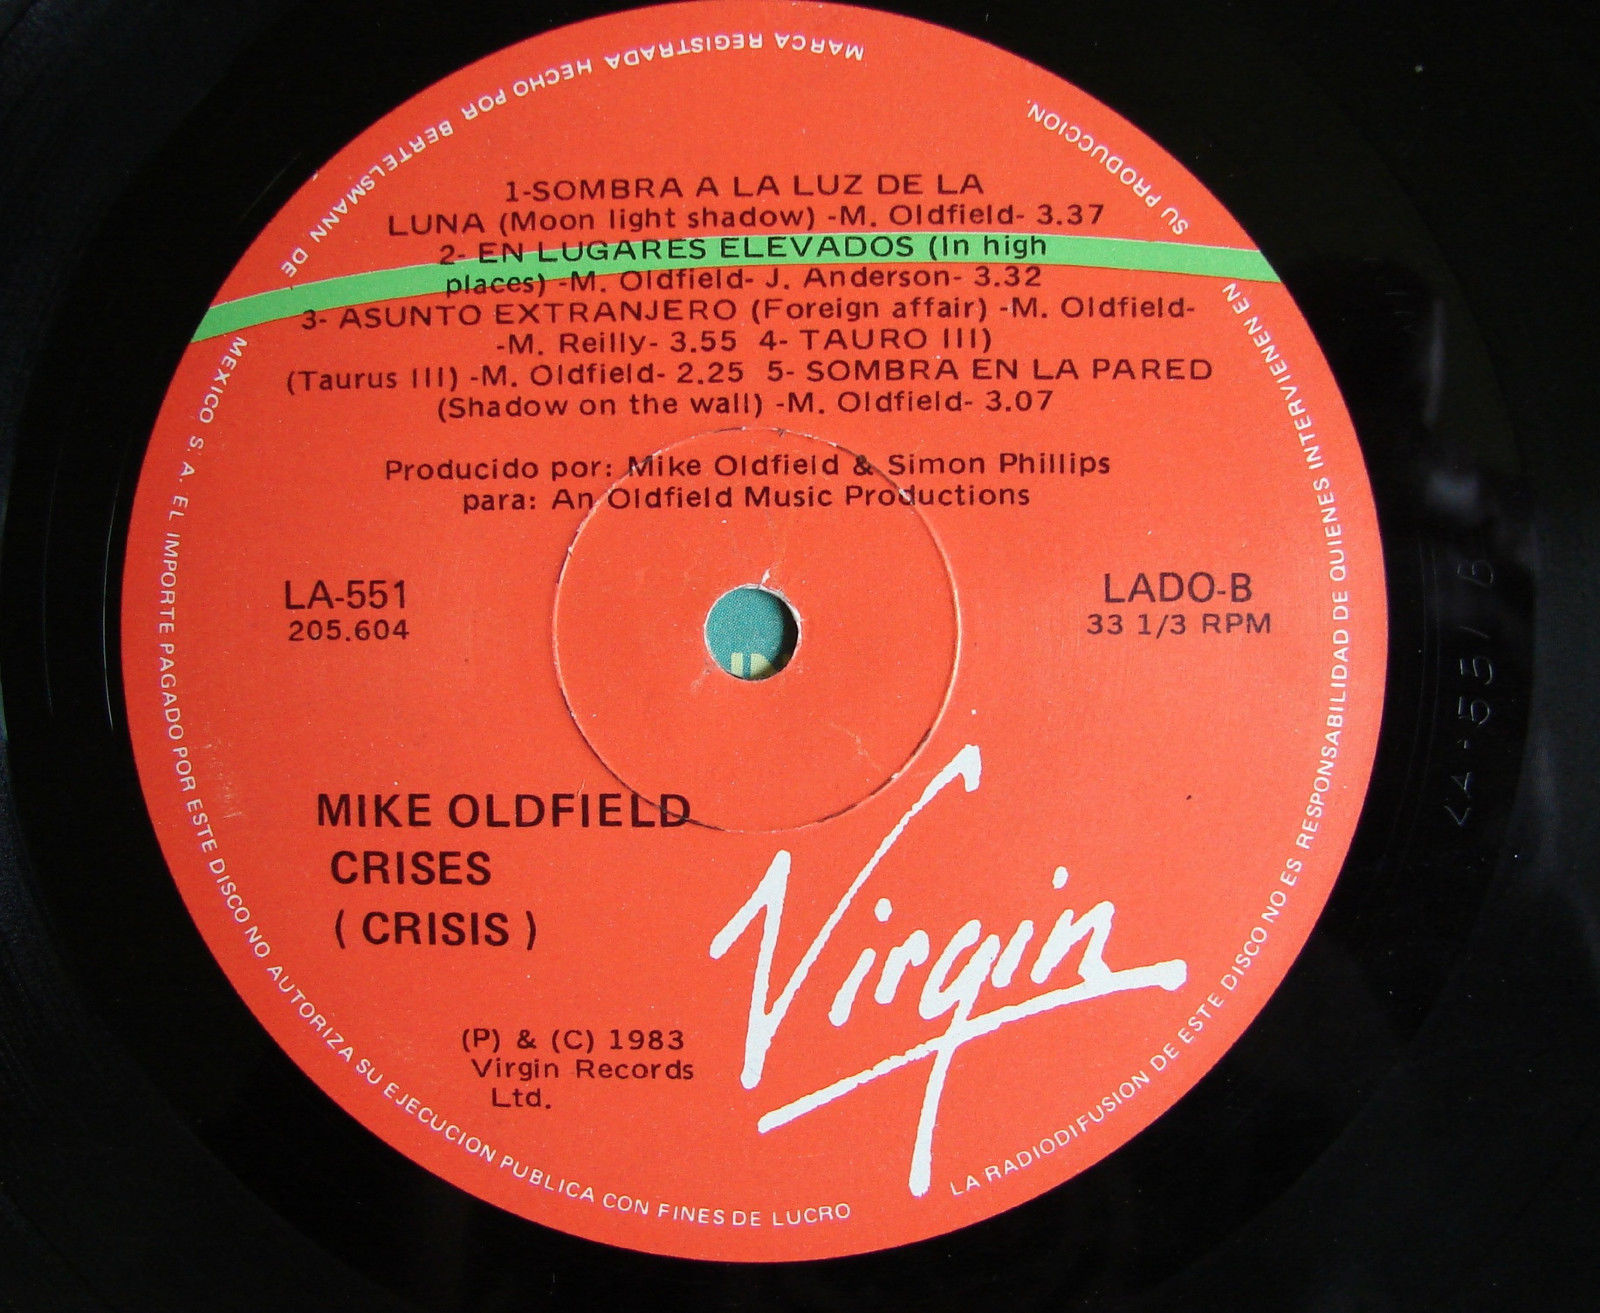 1-SOMBRA A LA LUZ DE LA
LUNA (Moon light shadow) -M. Oldfield- 3.37
2- EN LUGARES ELEVADOS (In high
places) -M. Oldfield- J. Anderson- 3.32
3- ASUNTO EXTRANJERO (Foreign affair) -M. Oldfield-
-M. Reilly- 3.55 4- TAURO III)
(Taurus III) -M. Oldfield- 2.25 5- SOMBRA EN LA PARED
(Shadow on the wall) -M. Oldfield- 3.07
Producido por: Mike Oldfield & Simon Phillips
para: An Oldfield Music Productions
LA-551
205.604
LADO-B
33 1/3 RPM
MIKE OLDFIELD
CRISES
( CRISIS )
Virgin
(P) & (C) 1983
Virgin Records
Ltd.
MARCA REGISTRADA HECHO POR BERTELSMANN DE MEXICO S. A. EL IMPORTE PAGADO POR ESTE DISCO NO AUTORIZA SU EJECUCION PUBLICA CON FINES DE LUCRO
LA RADIODIFUSION DE ESTE DISCO NO ES RESPONSABILIDAD DE QUIENES INTERVIENEN EN SU PRODUCCION.
LA-551 B